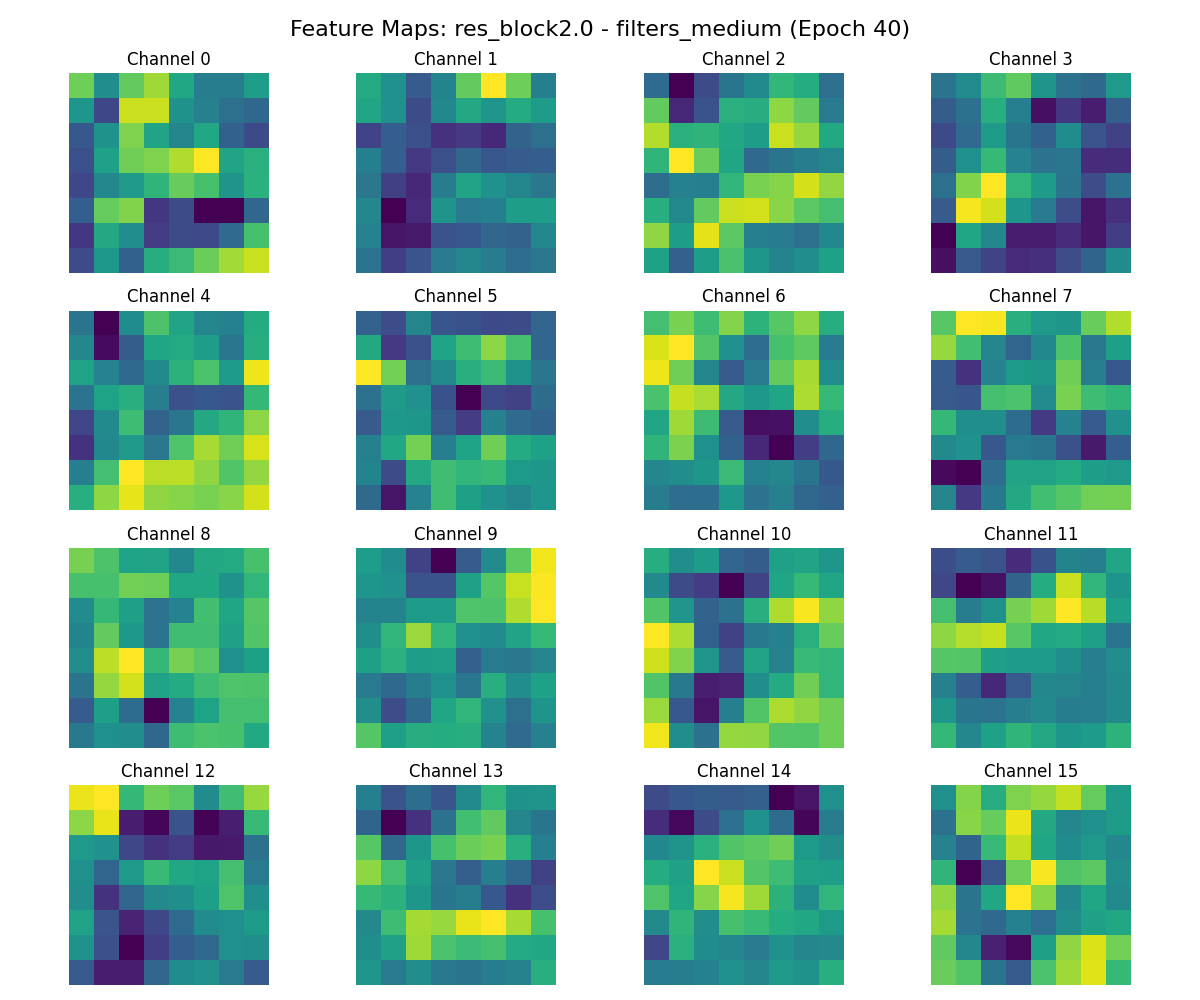 Feature Maps: res_block2.0 - filters_medium (Epoch 40)
Channel 0
Channel 1
Channel 2
Channel 3
Channel 4
Channel 5
Channel 6
Channel 7
Channel 8
Channel 9
Channel 10
Channel 11
Channel 12
Channel 13
Channel 14
Channel 15